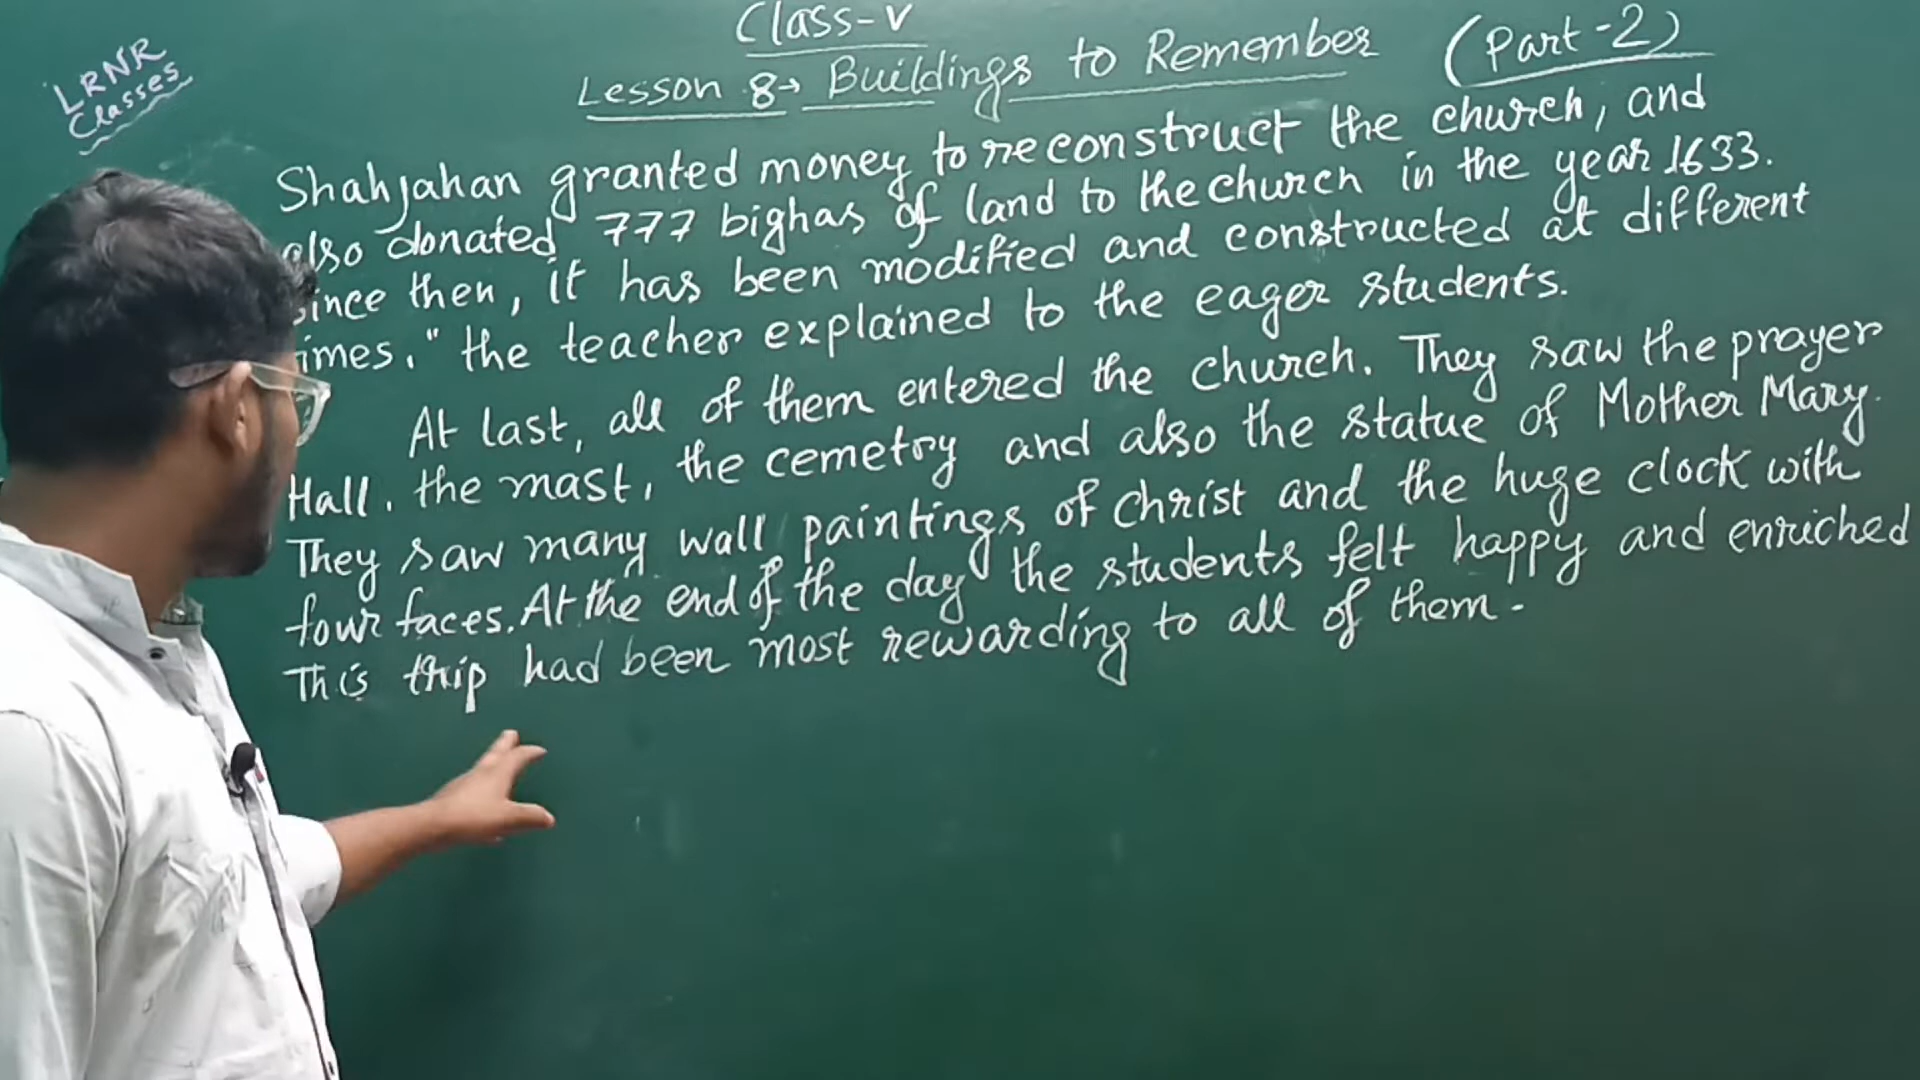 LRNR
Classes
Class-V
Lesson 8→ Buildings to Remember (Part-2)
Shahjahan granted money to reconstruct the church, and
also donated 777 bighas of land to the church in the year 1633.
since then, it has been modified and constructed at different
times." the teacher explained to the eager students.
At last, all of them entered the church. They saw the prayer
Hall. the mast, the cemetry and also the statue of Mother Mary.
They saw many wall paintings of christ and the huge clock with
four faces. At the end of the day the students felt happy and enriched
This trip had been most rewarding to all of them.